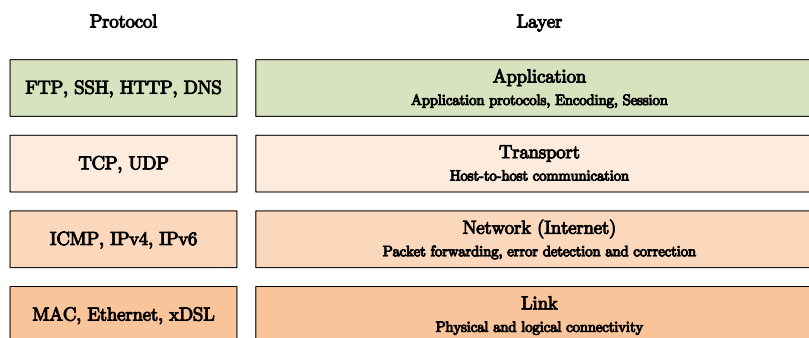 Protocol
Layer
FTP, SSH, HTTP, DNS
Application
Application protocols, Encoding, Session
TCP, UDP
Transport
Host-to-host communication
ICMP, IPv4, IPv6
Network (Internet)
Packet forwarding, error detection and correction
MAC, Ethernet, xDSL
Link
Physical and logical connectivity